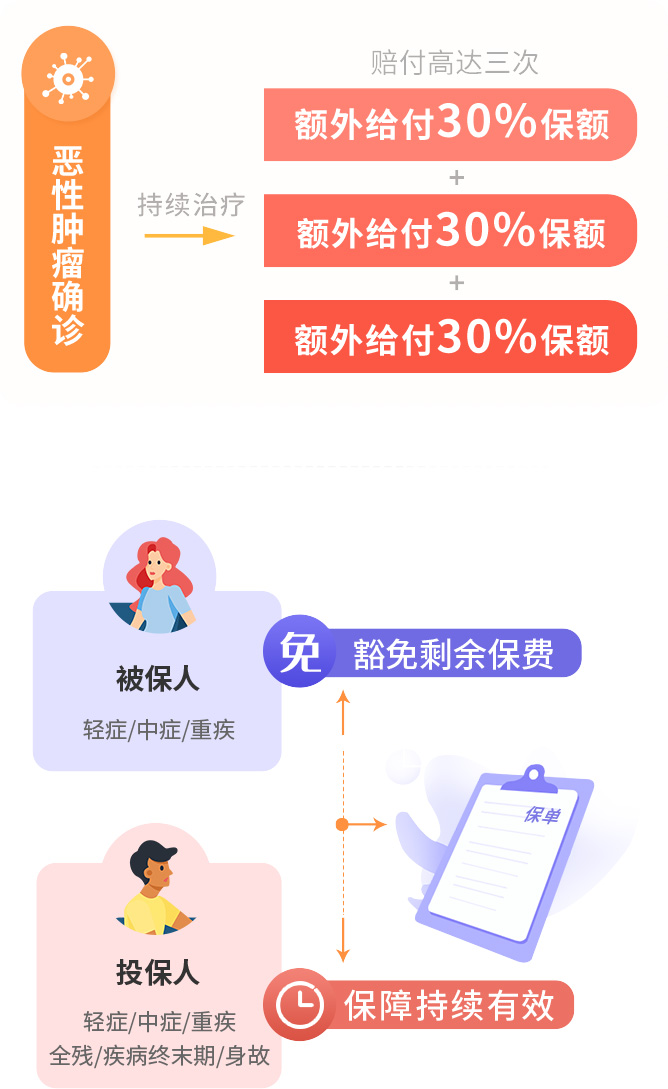 恶性肿瘤确诊
持续治疗
赔付高达三次
额外给付30%保额
+
额外给付30%保额
+
额外给付30%保额
被保人
轻症/中症/重疾
免
豁免剩余保费
保单
投保人
轻症/中症/重疾
全残/疾病终末期/身故
保障持续有效